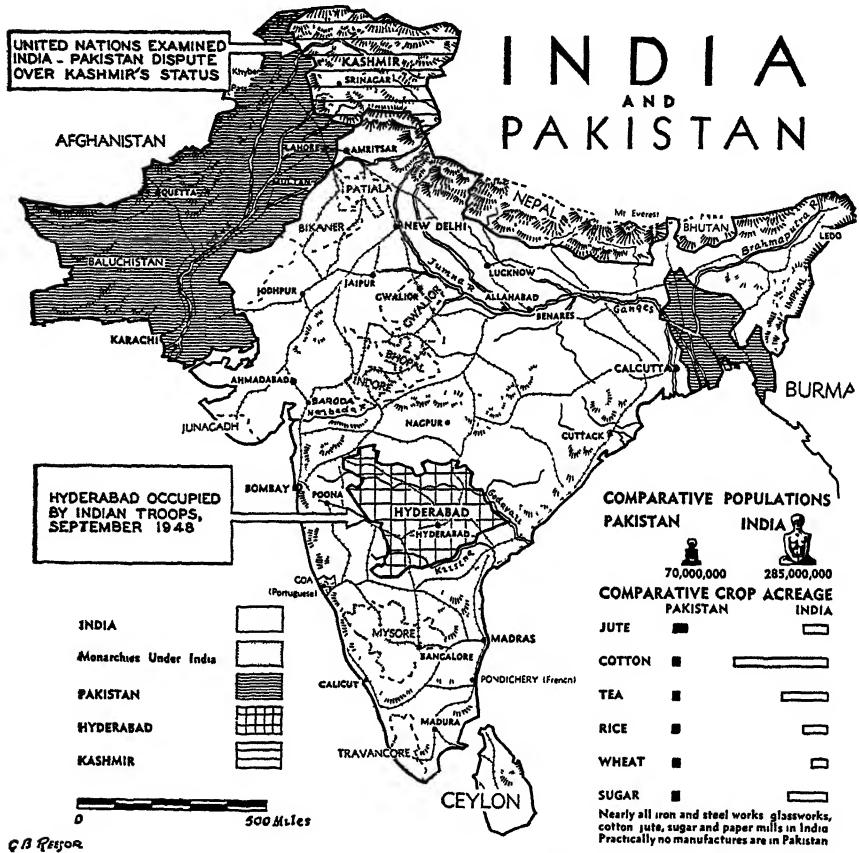 INDIA
AND
PAKISTAN
UNITED NATIONS EXAMINED
INDIA - PAKISTAN DISPUTE
OVER KASHMIR'S STATUS
KASHMIR
SRINAGAR
Khyber
Pass
AFGHANISTAN
LAHORE
AMRITSAR
MULTAN
QUETTA
PATIALA
NEPAL
Mt Everest
BHUTAN
Brahmaputra R
LEDO
BIKANER
NEW DELHI
BALUCHISTAN
Jumna R
LUCKNOW
JODHPUR
JAIPUR
GWALIOR
GWALIOR
ALLAHABAD
BENARES
Ganges
IMPHAL
KARACHI
BHOPAL
INDORE
CALCUTTA
BURMA
AHMADABAD
BARODA
Narbada R
JUNAGADH
NAGPUR
CUTTACK
BOMBAY
POONA
HYDERABAD OCCUPIED
BY INDIAN TROOPS,
SEPTEMBER 1948
HYDERABAD
HYDERABAD
Godavari
Kistna
GOA
(Portuguese)
MYSORE
MADRAS
BANGALORE
CALICUT
PONDICHERY (French)
MADURA
TRAVANCORE
CEYLON
COMPARATIVE POPULATIONS
PAKISTAN INDIA
70,000,000 285,000,000
COMPARATIVE CROP ACREAGE
PAKISTAN INDIA
JUTE
COTTON
TEA
RICE
WHEAT
SUGAR
Nearly all iron and steel works glassworks,
cotton jute, sugar and paper mills in India
Practically no manufactures are in Pakistan
INDIA
Monarchies Under India
PAKISTAN
HYDERABAD
KASHMIR
0 500 Miles
G B REESOR